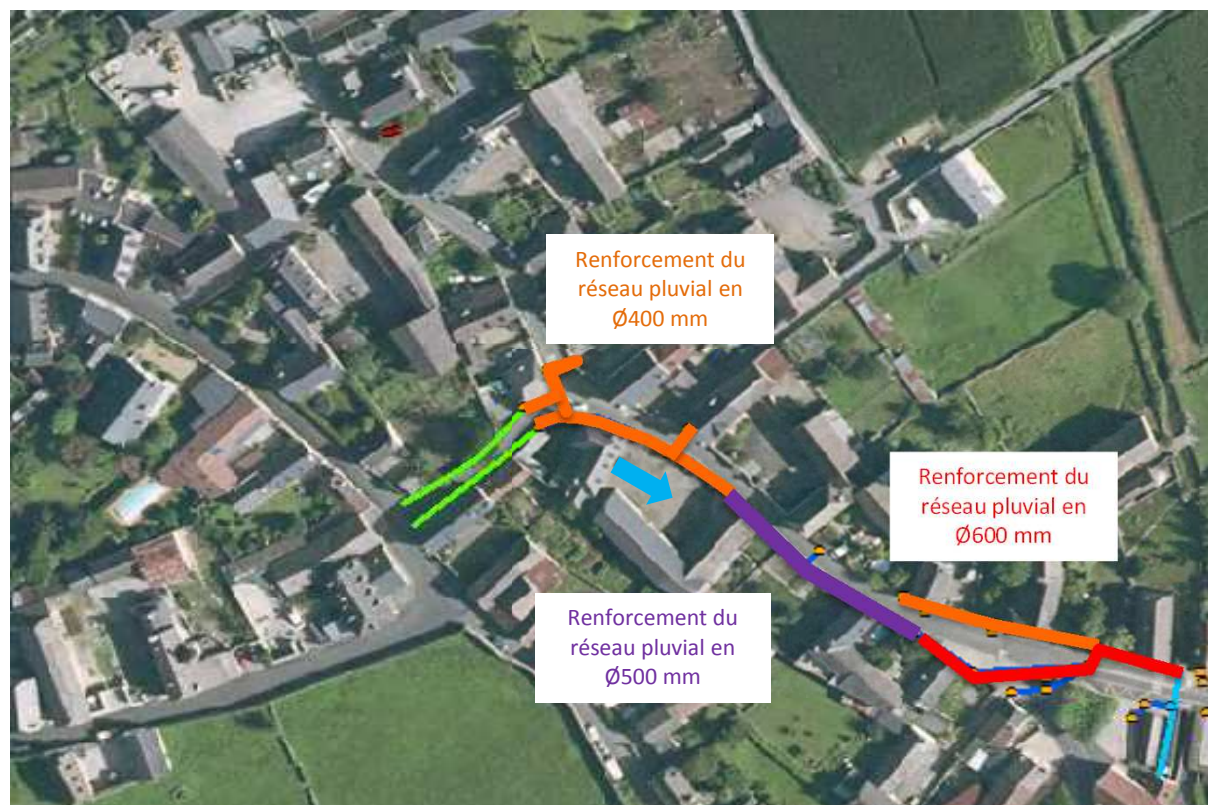 Renforcement du
réseau pluvial en
Ø400 mm
Renforcement du
réseau pluvial en
Ø600 mm
Renforcement du
réseau pluvial en
Ø500 mm